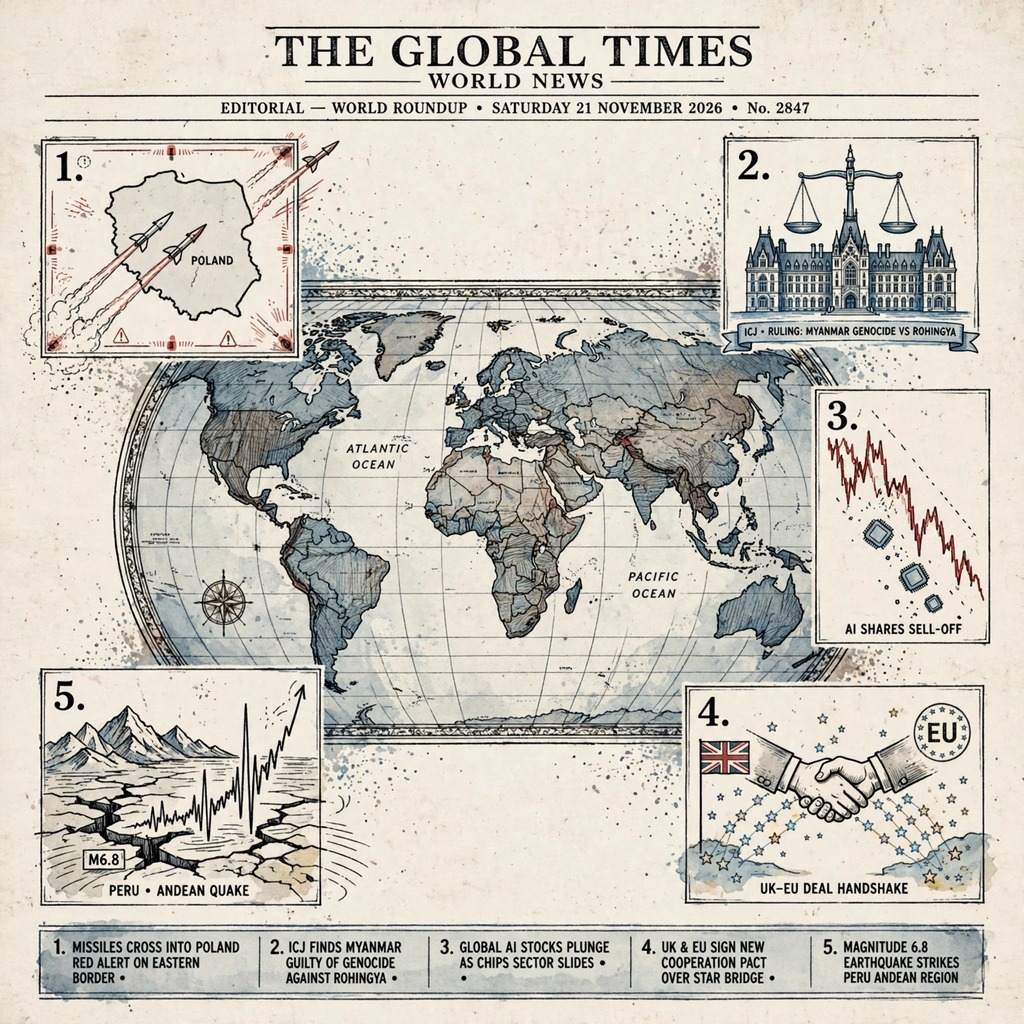 THE GLOBAL TIMES
WORLD NEWS
EDITORIAL — WORLD ROUNDUP • SATURDAY 21 NOVEMBER 2026 • No. 2847
1.
POLAND
2.
ICJ • RULING: MYANMAR GENOCIDE VS ROHINGYA
ATLANTIC
OCEAN
3.
AI SHARES SELL-OFF
PACIFIC
OCEAN
5.
M6.8
PERU • ANDEAN QUAKE
4.
EU
UK–EU DEAL HANDSHAKE
1. MISSILES CROSS INTO POLAND
RED ALERT ON EASTERN
BORDER •
2. ICJ FINDS MYANMAR
GUILTY OF GENOCIDE
AGAINST ROHINGYA •
3. GLOBAL AI STOCKS PLUNGE
AS CHIPS SECTOR SLIDES •
•
4. UK & EU SIGN NEW
COOPERATION PACT
OVER STAR BRIDGE •
5. MAGNITUDE 6.8
EARTHQUAKE STRIKES
PERU ANDEAN REGION